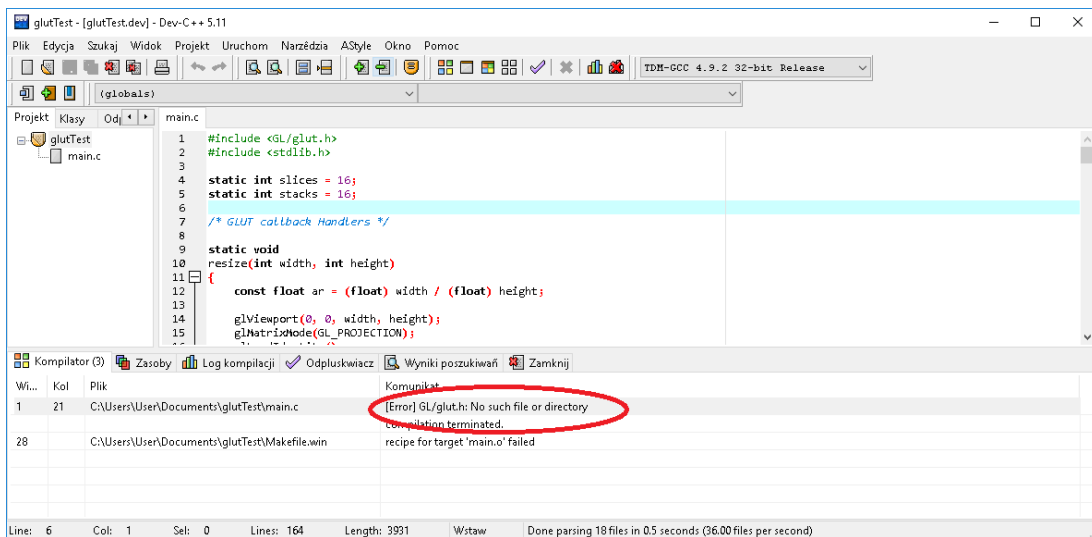 glutTest - [glutTest.dev] - Dev-C++ 5.11
Plik Edycja Szukaj Widok Projekt Uruchom Narzędzia AStyle Okno Pomoc
TDM-GCC 4.9.2 32-bit Release
(globals)
Projekt Klasy main.c
glutTest
main.c
1 #include <GL/glut.h>
2 #include <stdlib.h>
3
4 static int slices = 16;
5 static int stacks = 16;
6
7 /* GLUT callback Handlers */
8
9 static void
10 resize(int width, int height)
11 {
12 const float ar = (float) width / (float) height;
13
14 glViewport(0, 0, width, height);
15 glMatrixMode(GL_PROJECTION);
Kompilator (3) Zasoby Log kompilacji Odpluskwiacz Wyniki poszukiwań Zamknij
Wi... Kol Plik Komunikat
1 21 C:\Users\User\Documents\glutTest\main.c [Error] GL/glut.h: No such file or directory
compilation terminated.
28 C:\Users\User\Documents\glutTest\Makefile.win recipe for target 'main.o' failed
Line: 6 Col: 1 Sel: 0 Lines: 164 Length: 3931 Wstaw Done parsing 18 files in 0.5 seconds (36.00 files per second)